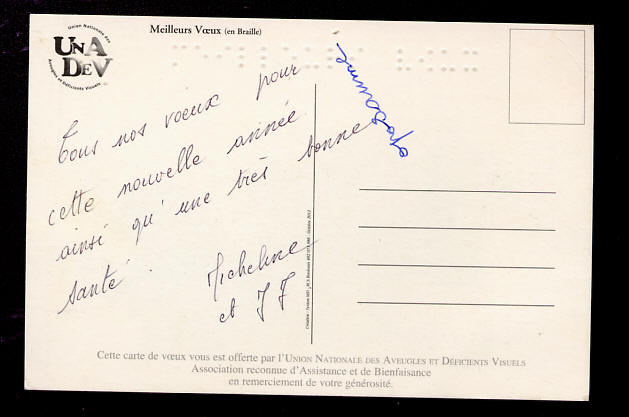 Union Nationale des
UNADEV
Aveugles et Déficients Visuels
Meilleurs Vœux (en Braille)
Tous nos voeux pour
cette nouvelle année
ainsi qu'une très bonne
santé.
Micheline
et JF
Cette carte de vœux vous est offerte par l'UNION NATIONALE DES AVEUGLES ET DÉFICIENTS VISUELS
Association reconnue d'Assistance et de Bienfaisance
en remerciement de votre générosité.